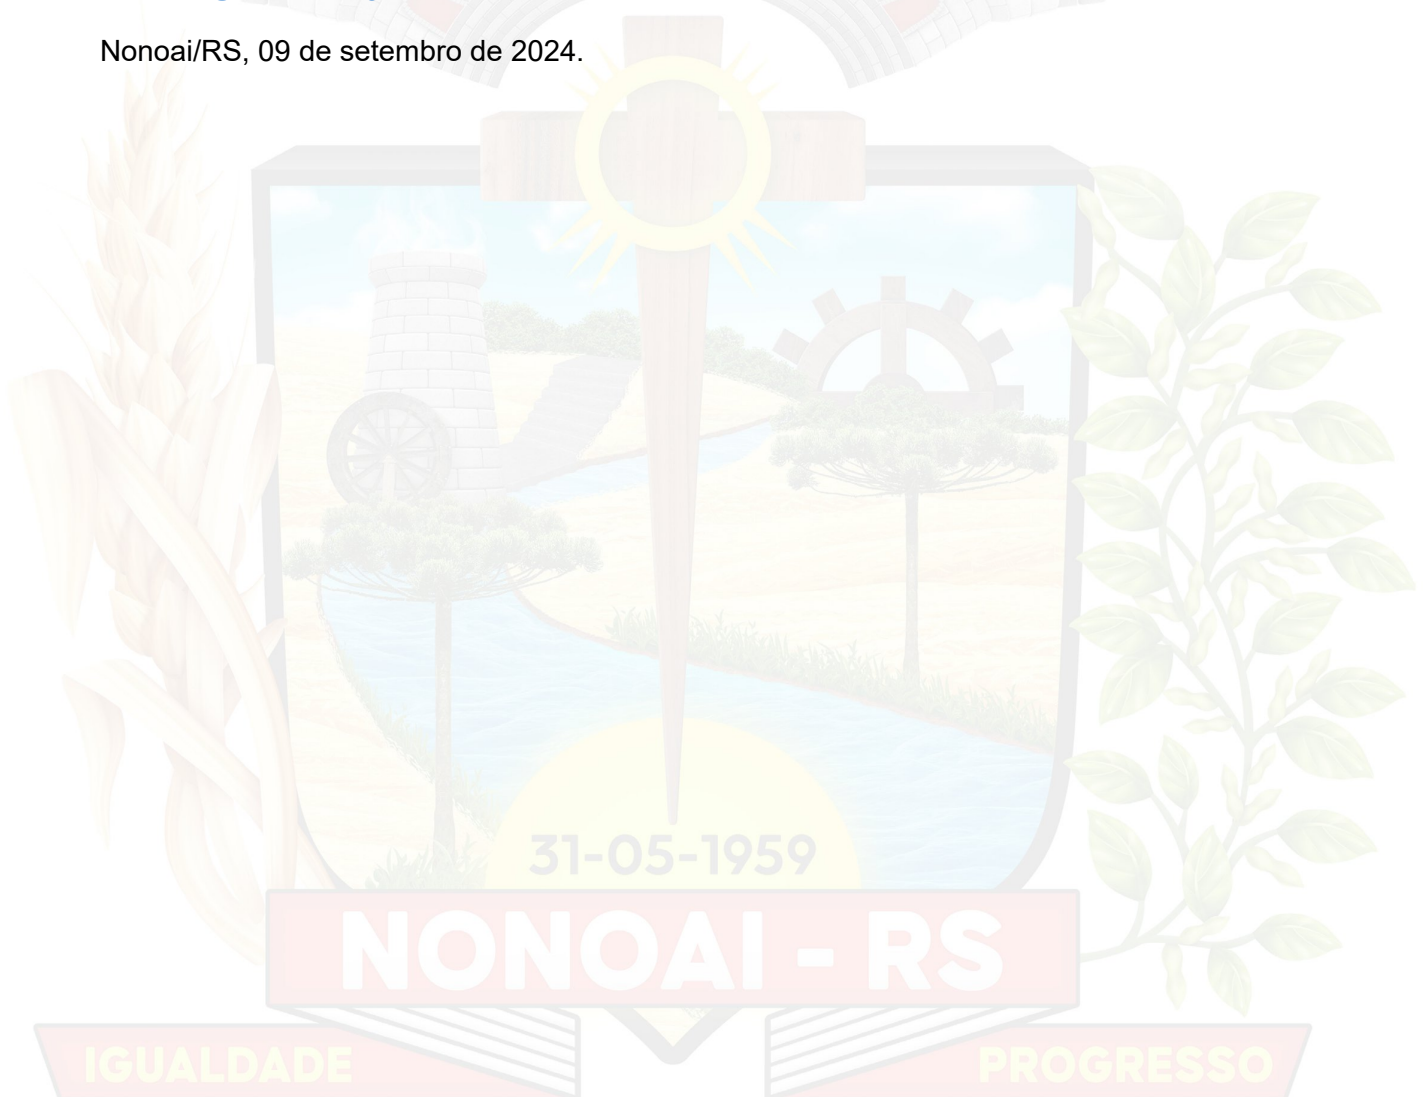 Nonoai/RS, 09 de setembro de 2024.
31-05-1959
NONOAI - RS
IGUALDADE
PROGRESSO